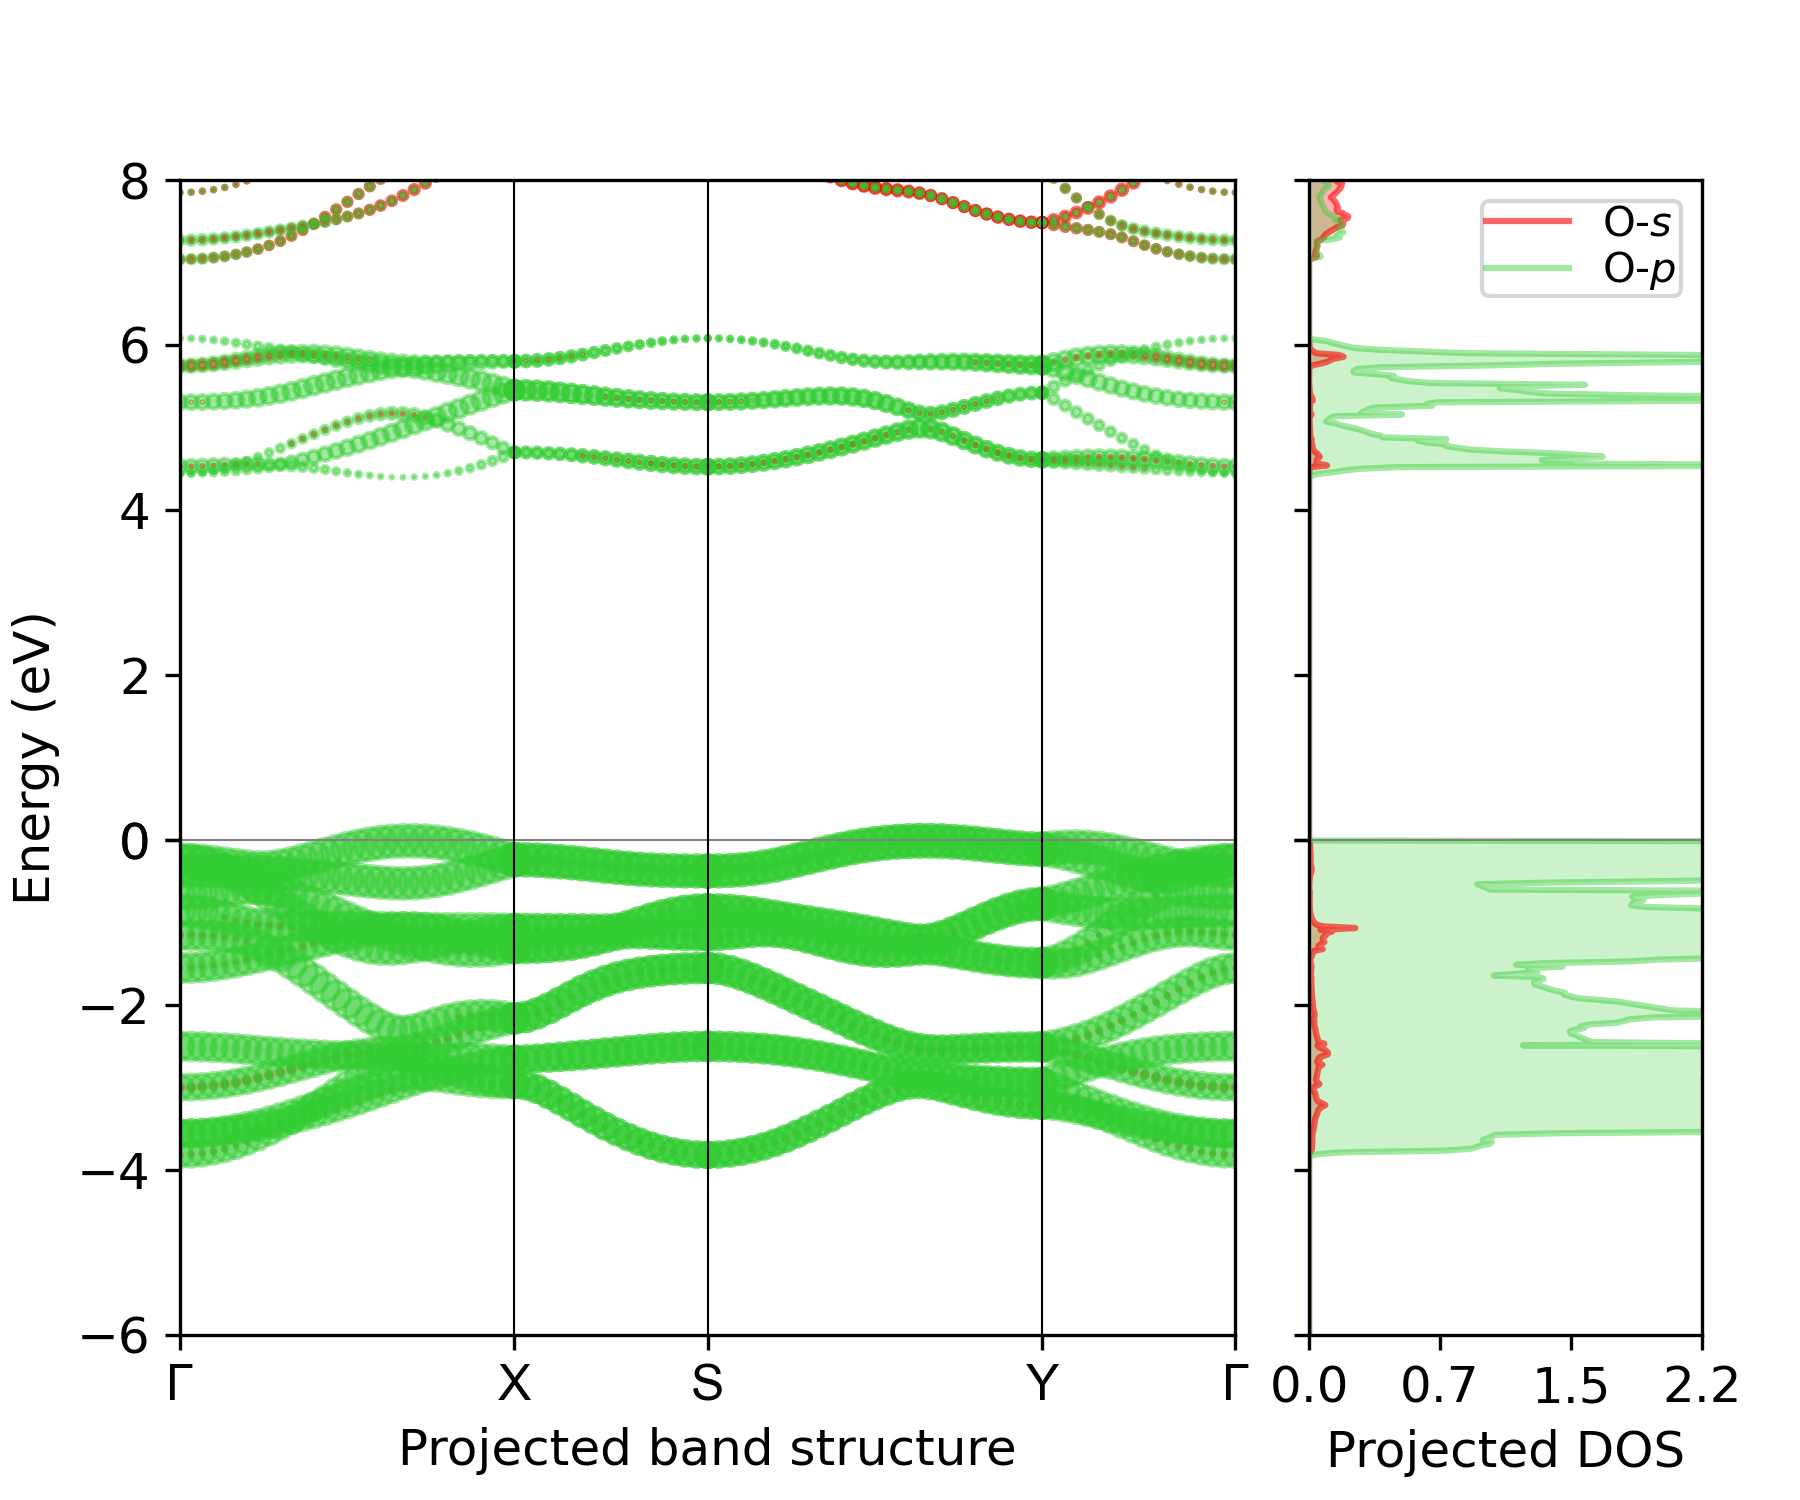 8
6
4
2
0
−2
−4
−6
Energy (eV)
Γ X S Y Γ
Projected band structure
O-s
O-p
0.0 0.7 1.5 2.2
Projected DOS